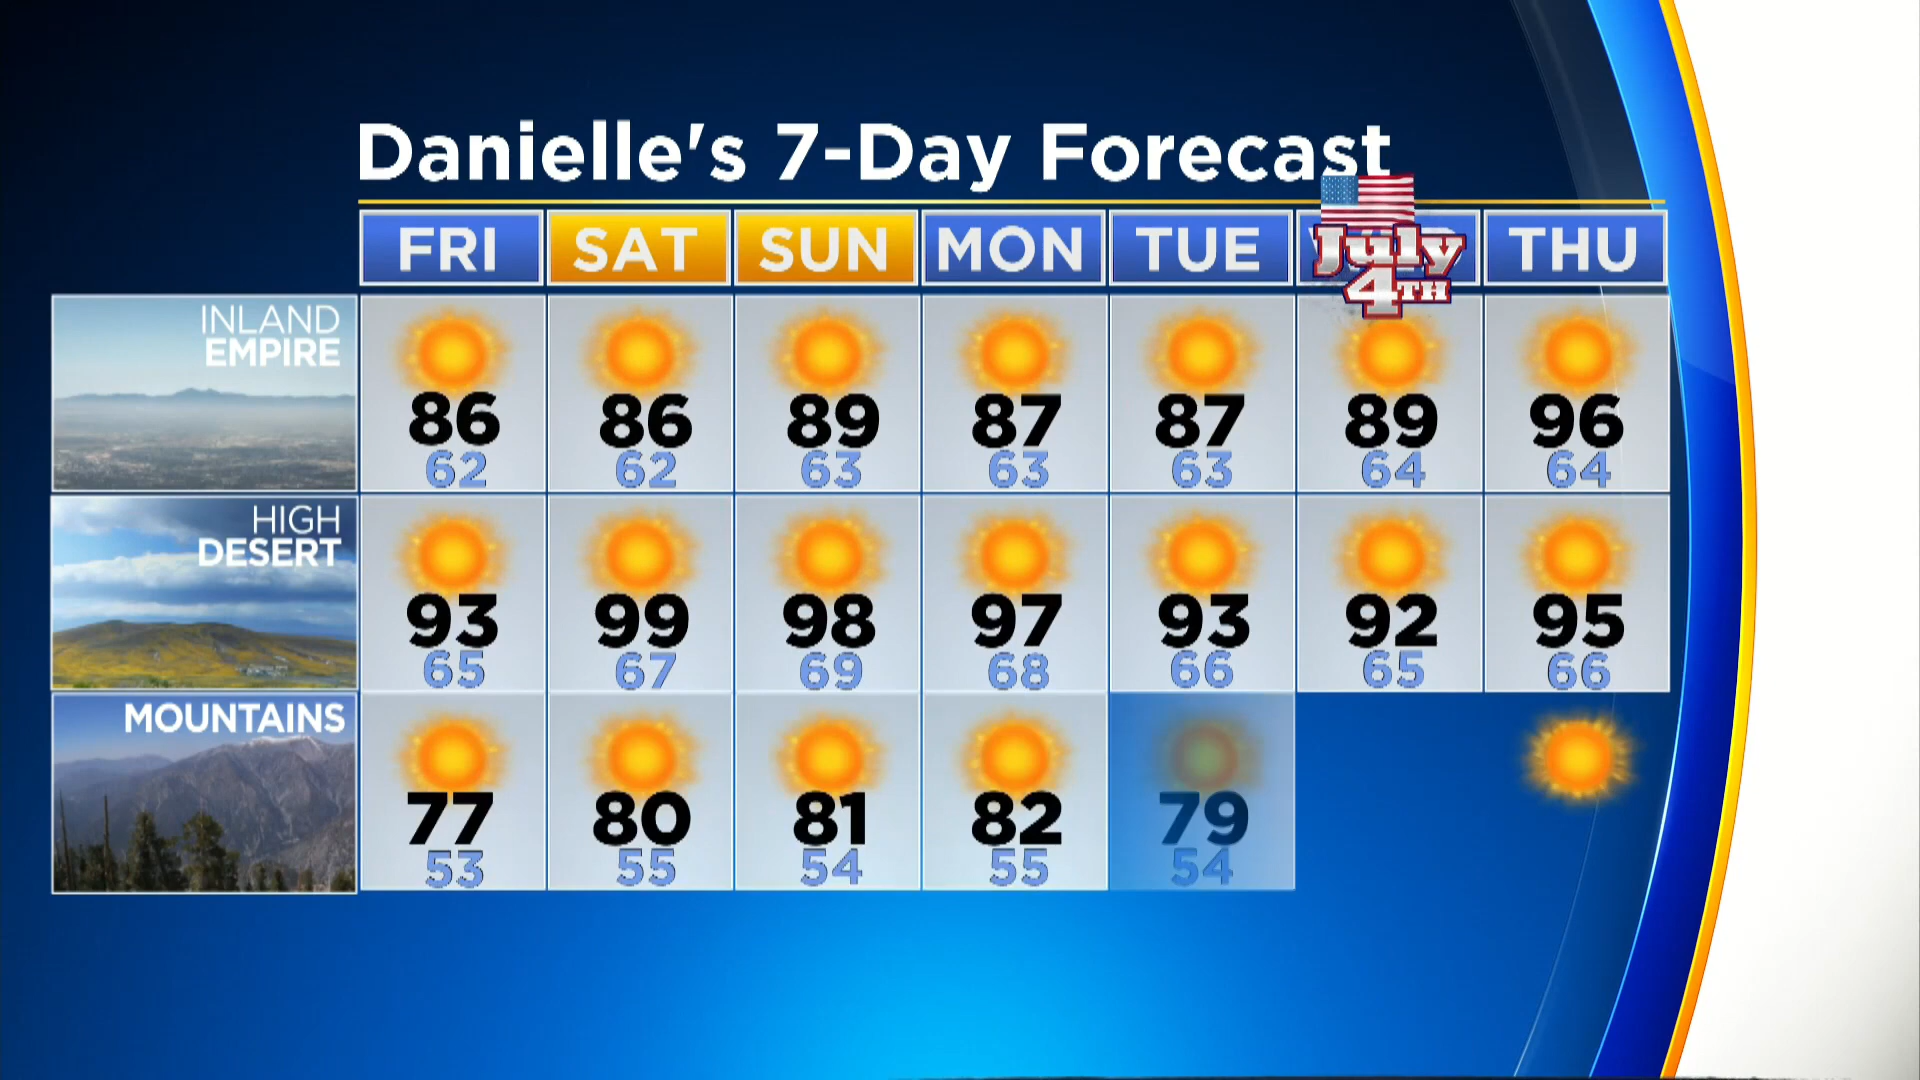 Danielle's 7-Day Forecast
FRI SAT SUN MON TUE July 4TH THU
INLAND EMPIRE
86 86 89 87 87 89 96
62 62 63 63 63 64 64
HIGH DESERT
93 99 98 97 93 92 95
65 67 69 68 66 65 66
MOUNTAINS
77 80 81 82 79
53 55 54 55 54